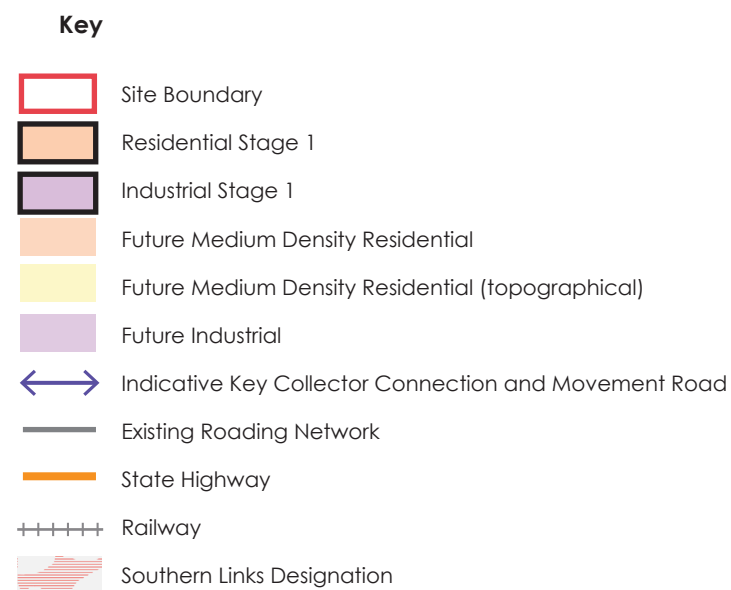 Key
Site Boundary
Residential Stage 1
Industrial Stage 1
Future Medium Density Residential
Future Medium Density Residential (topographical)
Future Industrial
Indicative Key Collector Connection and Movement Road
Existing Roading Network
State Highway
Railway
Southern Links Designation